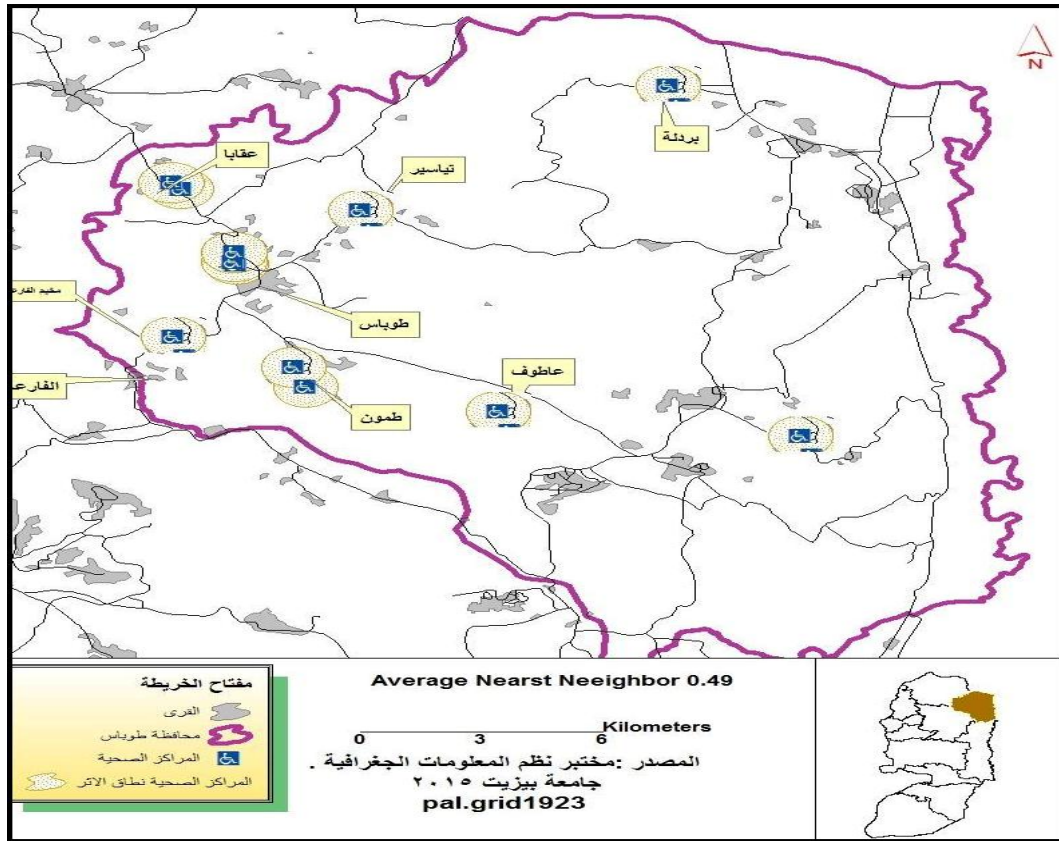 N
بردلة
عقابا
تياسير
مخيم الفارعة
طوباس
الفارعة
عاطوف
طمون
Average Nearst Neeighbor 0.49
Kilometers
0 3 6
المصدر :مختبر نظم المعلومات الجغرافية .
جامعة بيزيت ٢٠١٥
pal.grid1923
مفتاح الخريطة
القرى
محافظة طوباس
المراكز الصحية
المراكز الصحية نطاق الاثر